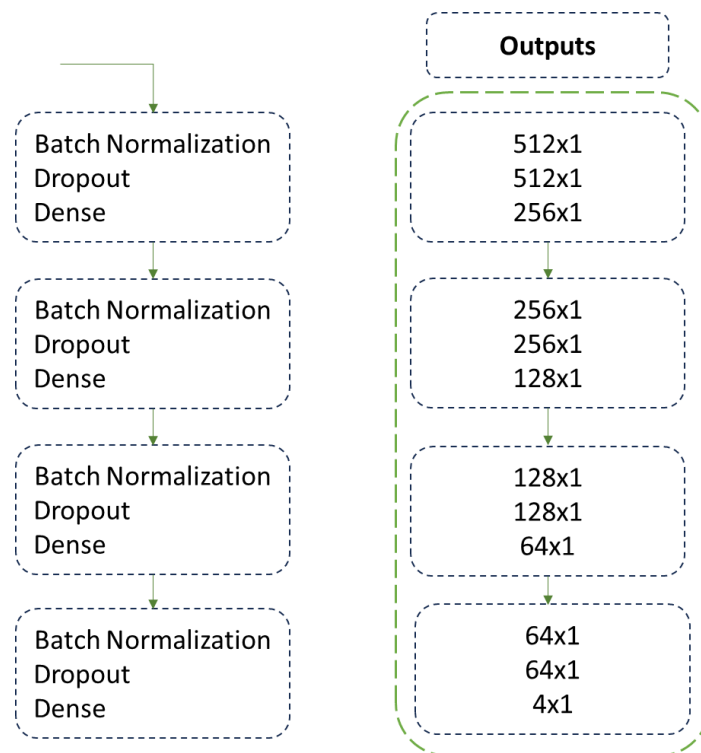 Outputs
Batch Normalization
Dropout
Dense
512x1
512x1
256x1
Batch Normalization
Dropout
Dense
256x1
256x1
128x1
Batch Normalization
Dropout
Dense
128x1
128x1
64x1
Batch Normalization
Dropout
Dense
64x1
64x1
4x1